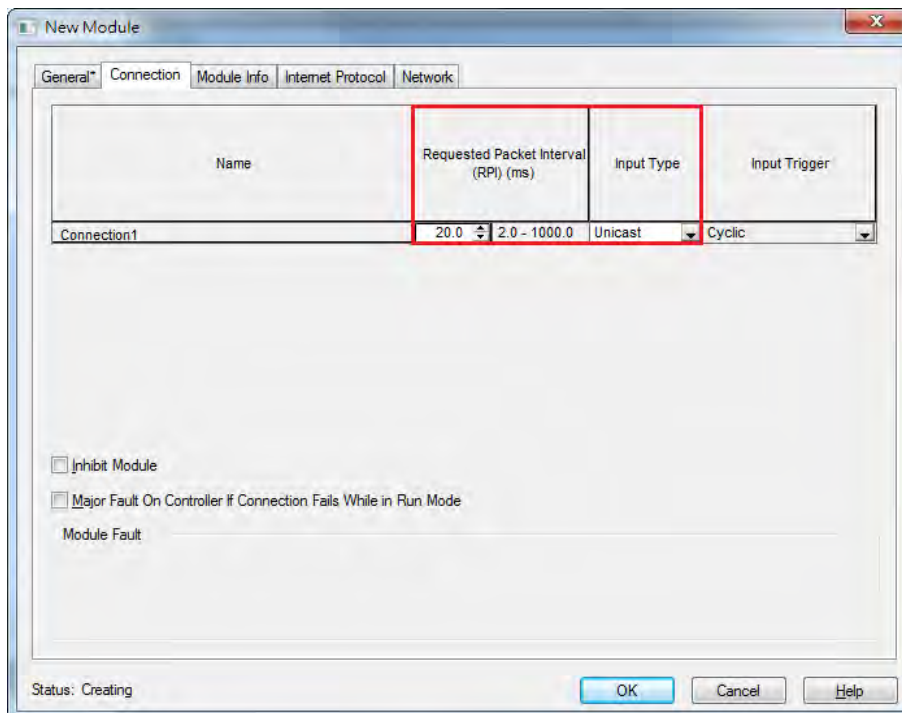 New Module
General* Connection Module Info Internet Protocol Network
Name Requested Packet Interval (RPI) (ms) Input Type Input Trigger
Connection1 20.0 2.0 - 1000.0 Unicast Cyclic
Inhibit Module
Major Fault On Controller If Connection Fails While in Run Mode
Module Fault
Status: Creating OK Cancel Help